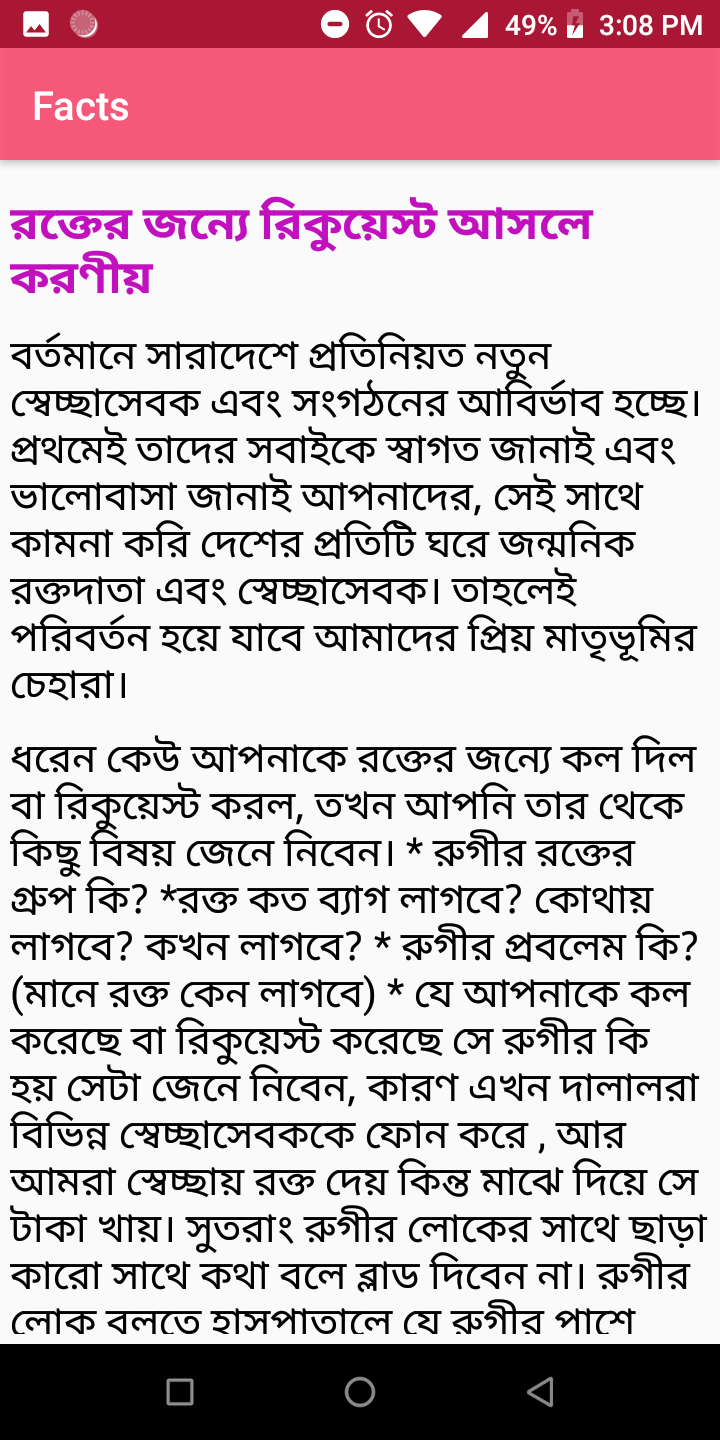 49% 3:08 PM
Facts
রক্তের জন্যে রিকুয়েস্ট আসলে
করণীয়
বর্তমানে সারাদেশে প্রতিনিয়ত নতুন
স্বেচ্ছাসেবক এবং সংগঠনের আবির্ভাব হচ্ছে।
প্রথমেই তাদের সবাইকে স্বাগত জানাই এবং
ভালোবাসা জানাই আপনাদের, সেই সাথে
কামনা করি দেশের প্রতিটি ঘরে জন্মনিক
রক্তদাতা এবং স্বেচ্ছাসেবক। তাহলেই
পরিবর্তন হয়ে যাবে আমাদের প্রিয় মাতৃভূমির
চেহারা।
ধরেন কেউ আপনাকে রক্তের জন্যে কল দিল
বা রিকুয়েস্ট করল, তখন আপনি তার থেকে
কিছু বিষয় জেনে নিবেন। * রুগীর রক্তের
গ্রুপ কি? *রক্ত কত ব্যাগ লাগবে? কোথায়
লাগবে? কখন লাগবে? * রুগীর প্রবলেম কি?
(মানে রক্ত কেন লাগবে) * যে আপনাকে কল
করেছে বা রিকুয়েস্ট করেছে সে রুগীর কি
হয় সেটা জেনে নিবেন, কারণ এখন দালালরা
বিভিন্ন স্বেচ্ছাসেবককে ফোন করে , আর
আমরা স্বেচ্ছায় রক্ত দেয় কিন্ত মাঝে দিয়ে সে
টাকা খায়। সুতরাং রুগীর লোকের সাথে ছাড়া
কারো সাথে কথা বলে ব্লাড দিবেন না। রুগীর
লোক বলতে হাসপাতালে যে রুগীর পাশে